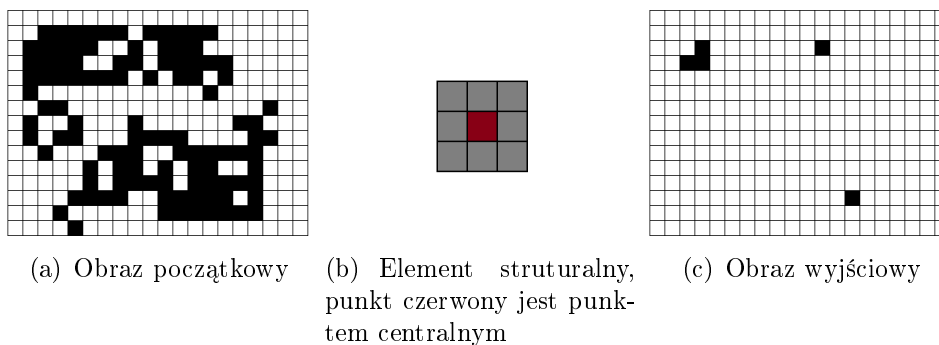 (a) Obraz początkowy
(b) Element struturalny,
punkt czerwony jest punk-
tem centralnym
(c) Obraz wyjściowy